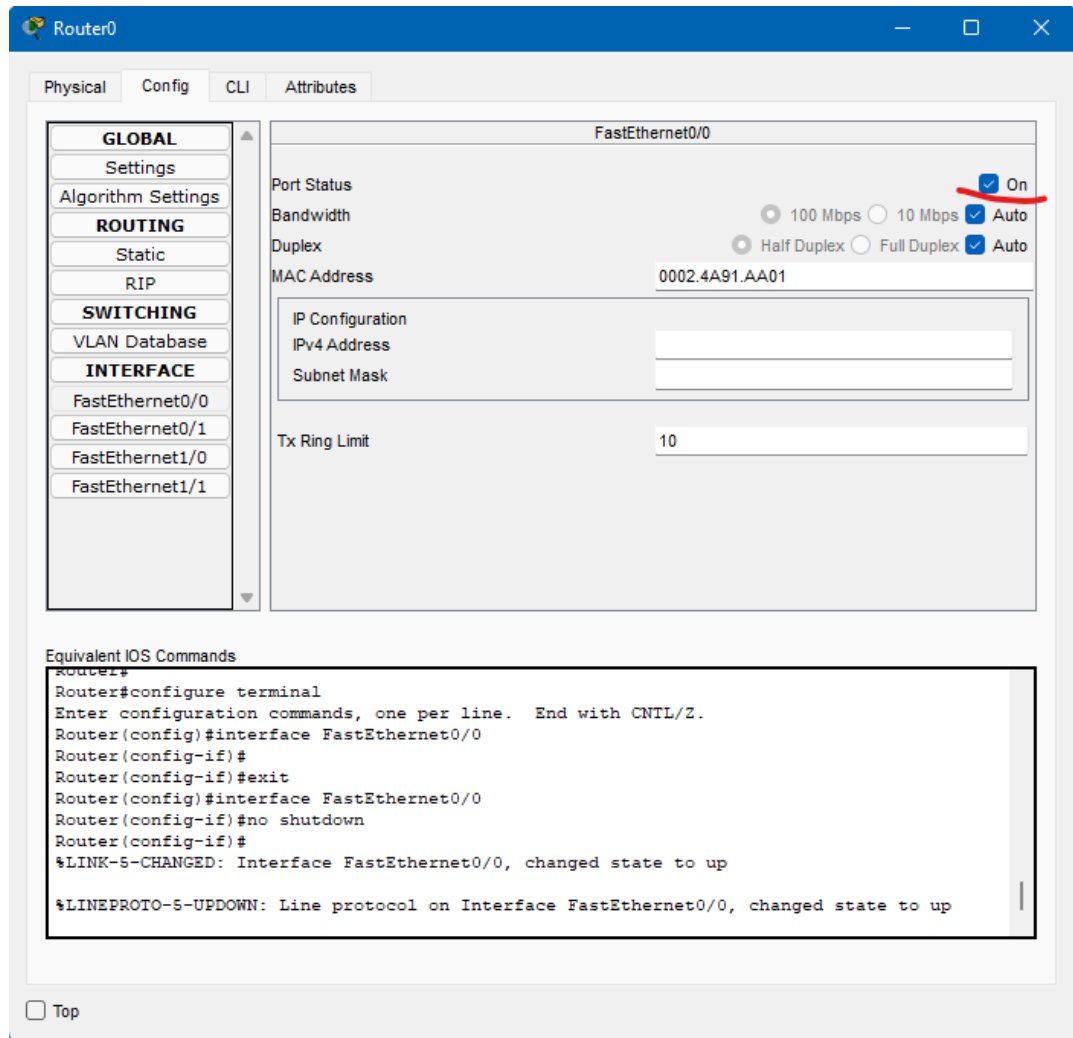 Router0
Physical Config CLI Attributes
GLOBAL
Settings
Algorithm Settings
ROUTING
Static
RIP
SWITCHING
VLAN Database
INTERFACE
FastEthernet0/0
FastEthernet0/1
FastEthernet1/0
FastEthernet1/1
FastEthernet0/0
Port Status On
Bandwidth 100 Mbps 10 Mbps Auto
Duplex Half Duplex Full Duplex Auto
MAC Address 0002.4A91.AA01
IP Configuration
IPv4 Address
Subnet Mask
Tx Ring Limit 10
Equivalent IOS Commands
Router#
Router#configure terminal
Enter configuration commands, one per line. End with CNTL/Z.
Router(config)#interface FastEthernet0/0
Router(config-if)#
Router(config-if)#exit
Router(config)#interface FastEthernet0/0
Router(config-if)#no shutdown
Router(config-if)#
%LINK-5-CHANGED: Interface FastEthernet0/0, changed state to up
%LINEPROTO-5-UPDOWN: Line protocol on Interface FastEthernet0/0, changed state to up
Top